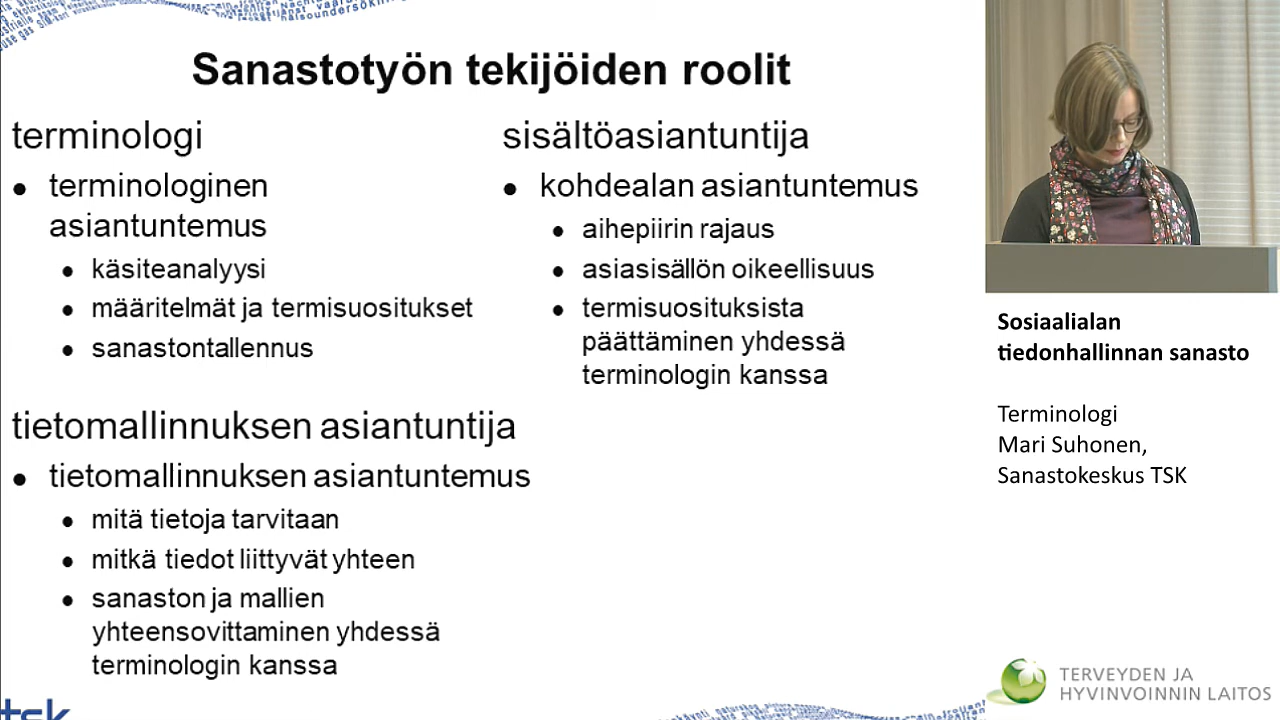 Sanastotyön tekijöiden roolit
terminologi
• terminologinen
asiantuntemus
• käsiteanalyysi
• määritelmät ja termisuositukset
• sanastontallennus
sisältöasiantuntija
• kohdealan asiantuntemus
• aihepiirin rajaus
• asiasisällön oikeellisuus
• termisuosituksista
päättäminen yhdessä
terminologin kanssa
tietomallinnuksen asiantuntija
• tietomallinnuksen asiantuntemus
• mitä tietoja tarvitaan
• mitkä tiedot liittyvät yhteen
• sanaston ja mallien
yhteensovittaminen yhdessä
terminologin kanssa
tsk
Sosiaalialan
tiedonhallinnan sanasto
Terminologi
Mari Suhonen,
Sanastokeskus TSK
TERVEYDEN JA
HYVINVOINNIN LAITOS